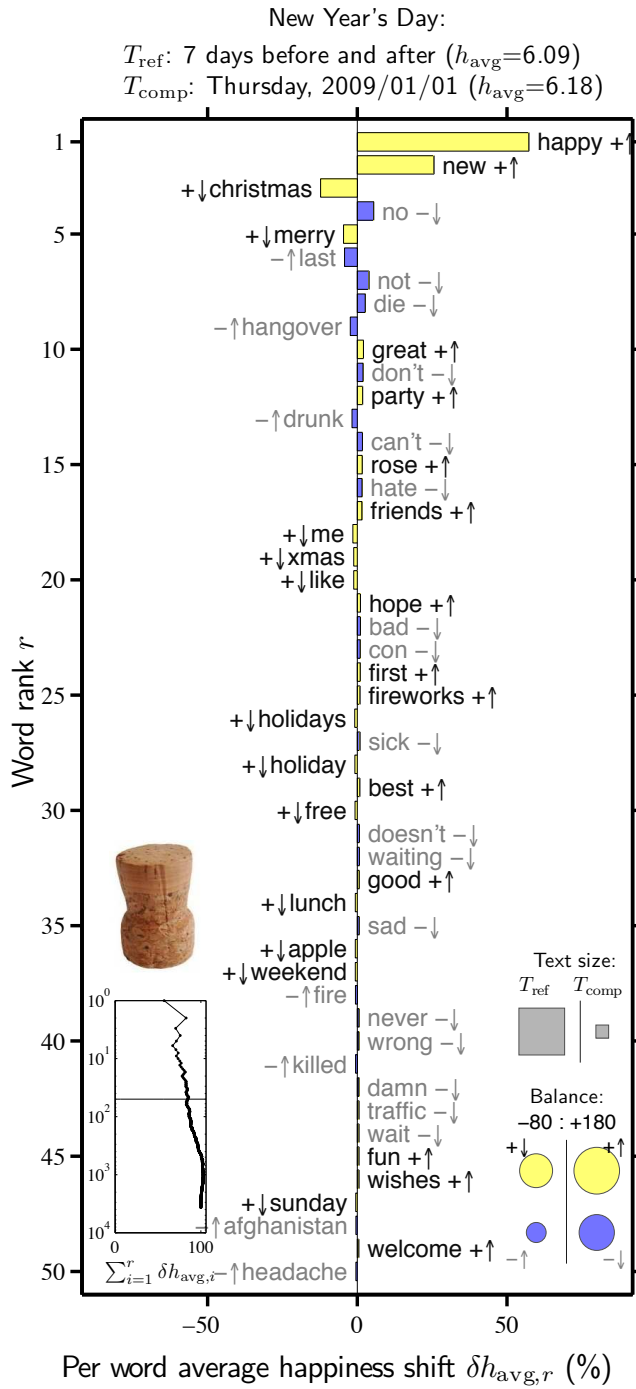 New Year's Day:
T_ref: 7 days before and after (h_avg=6.09)
T_comp: Thursday, 2009/01/01 (h_avg=6.18)
−50 0 50
1
happy +↑
new +↑
+↓christmas
no −↓
5
+↓merry
−↑last
not −↓
die −↓
−↑hangover
10
great +↑
don't −↓
party +↑
−↑drunk
can't −↓
15
rose +↑
hate −↓
friends +↑
+↓me
+↓xmas
20
+↓like
hope +↑
bad −↓
con −↓
first +↑
25
fireworks +↑
+↓holidays
sick −↓
+↓holiday
best +↑
30
+↓free
doesn't −↓
waiting −↓
good +↑
+↓lunch
35
sad −↓
+↓apple
+↓weekend
−↑fire
never −↓
40
wrong −↓
−↑killed
damn −↓
traffic −↓
wait −↓
45
fun +↑
wishes +↑
+↓sunday
−↑afghanistan
welcome +↑
50
−↑headache
Word rank r
Per word average happiness shift δh_avg,r (%)
Text size:
T_ref T_comp
Balance:
−80 : +180
+↓ +↑
−↑ −↓
10^0
10^1
10^2
10^3
10^4
0 100
∑_{i=1}^{r} δh_avg,i